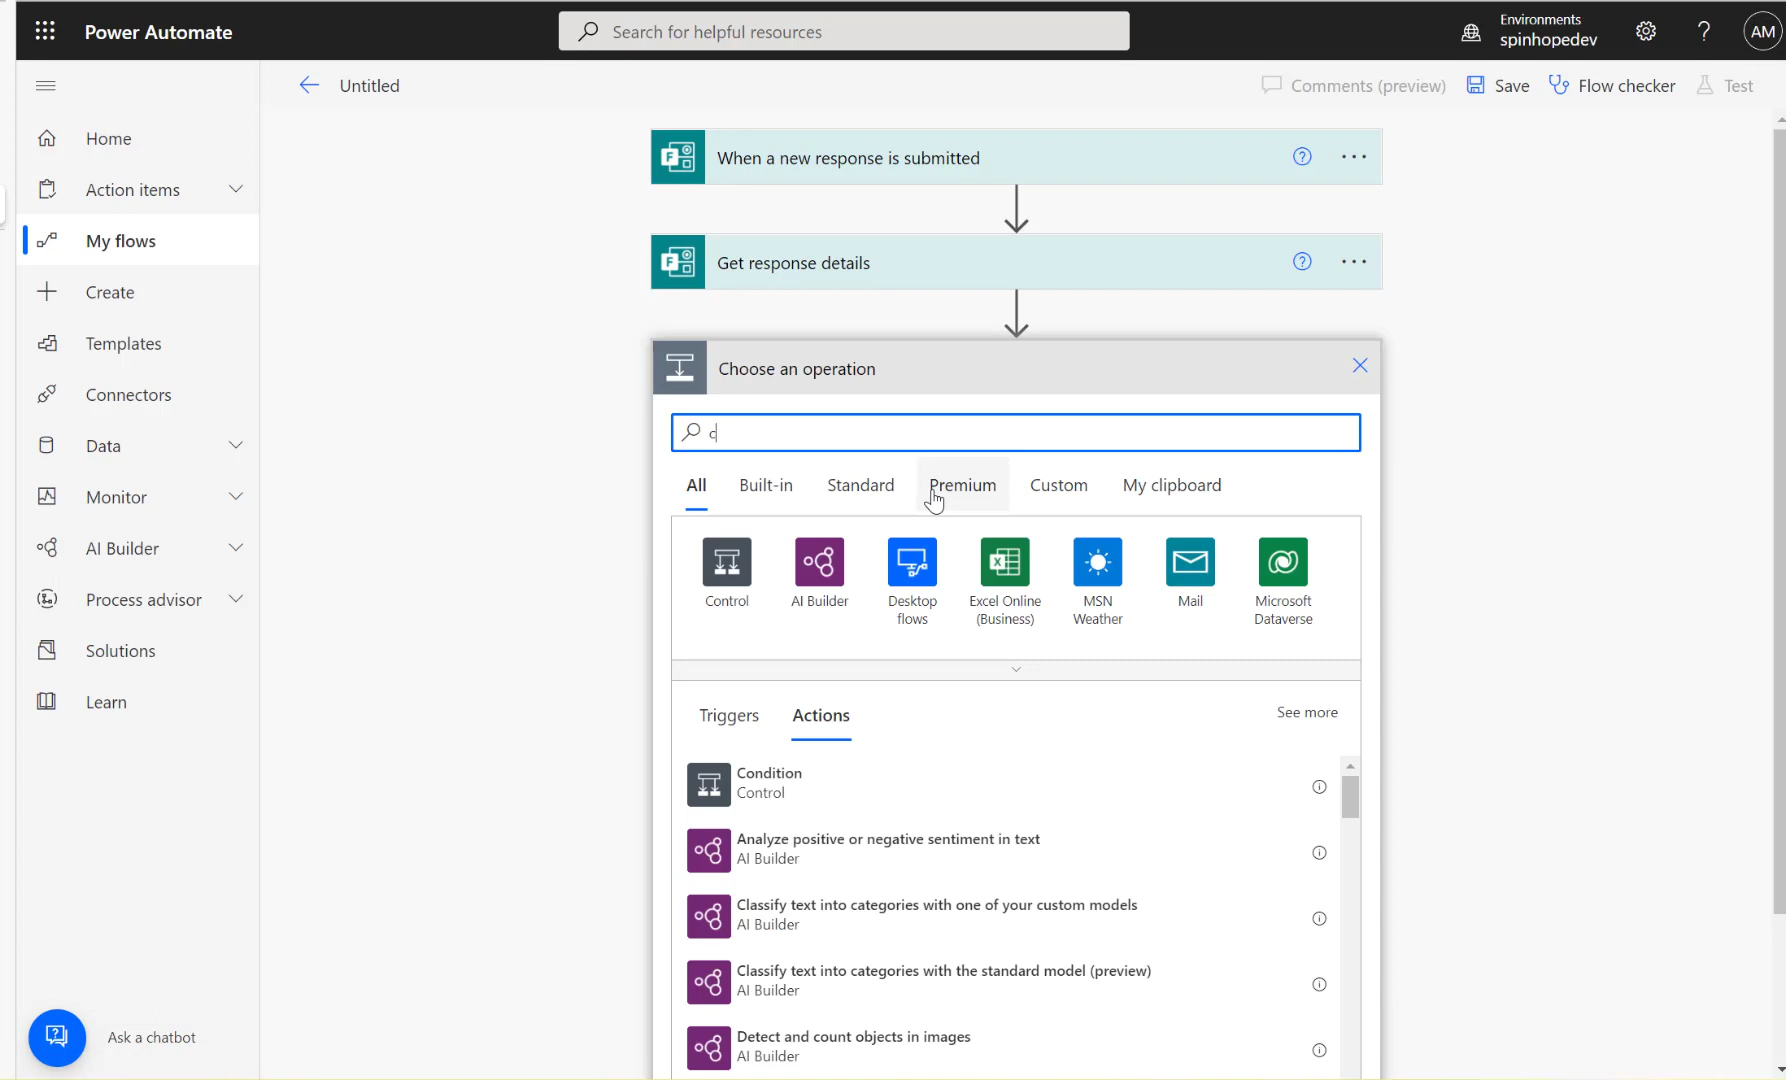 Power Automate
Search for helpful resources
Environments
spinhopedev
?
AM
Untitled
Comments (preview)
Save
Flow checker
Test
Home
Action items
My flows
Create
Templates
Connectors
Data
Monitor
AI Builder
Process advisor
Solutions
Learn
Ask a chatbot
When a new response is submitted
Get response details
Choose an operation
c
All
Built-in
Standard
Premium
Custom
My clipboard
Control
AI Builder
Desktop
flows
Excel Online
(Business)
MSN
Weather
Mail
Microsoft
Dataverse
Triggers
Actions
See more
Condition
Control
Analyze positive or negative sentiment in text
AI Builder
Classify text into categories with one of your custom models
AI Builder
Classify text into categories with the standard model (preview)
AI Builder
Detect and count objects in images
AI Builder